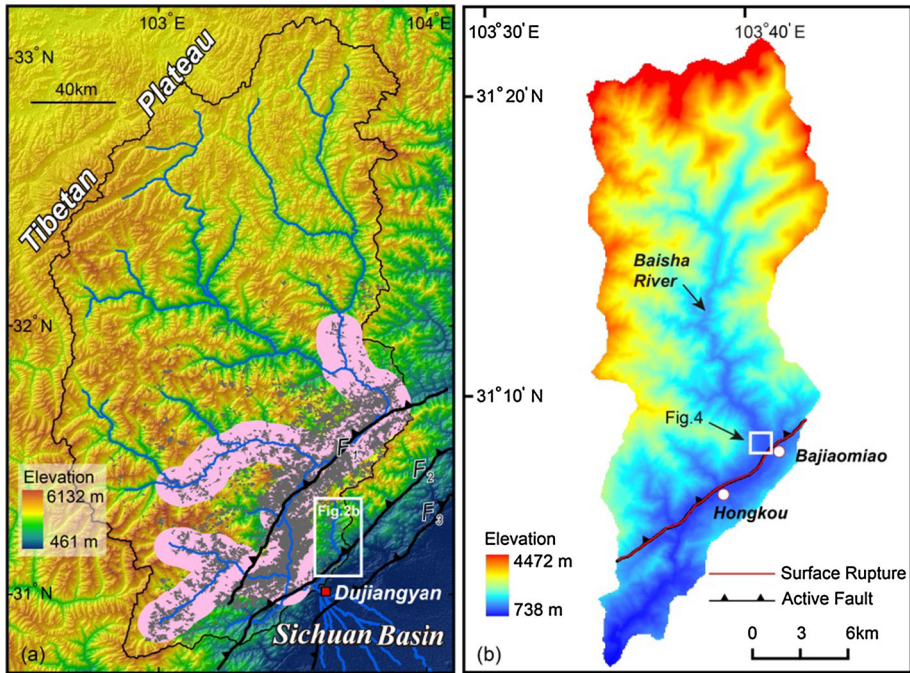 103°E
104°E
33°N
40km
Tibetan Plateau
32°N
F1
F2
F3
Elevation
6132 m
461 m
Fig.2b
31°N
Dujiangyan
Sichuan Basin
(a)
103°30'E
103°40'E
31°20'N
Baisha
River
31°10'N
Fig.4
Bajiaomiao
Hongkou
Elevation
4472 m
738 m
Surface Rupture
Active Fault
0 3 6km
(b)